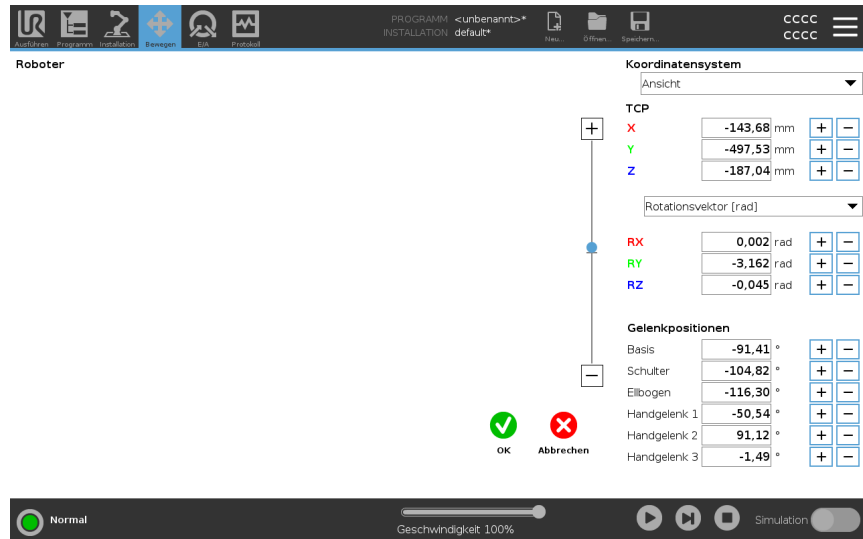 PROGRAMM <unbenannt>*
INSTALLATION default*
CCCC
CCCC
Ausführen Programm Installation Bewegen E/A Protokoll Neu... Öffnen... Speichern...
Roboter
Koordinatensystem
Ansicht
TCP
X -143,68 mm
Y -497,53 mm
Z -187,04 mm
Rotationsvektor [rad]
RX 0,002 rad
RY -3,162 rad
RZ -0,045 rad
Gelenkpositionen
Basis -91,41 °
Schulter -104,82 °
Ellbogen -116,30 °
Handgelenk 1 -50,54 °
Handgelenk 2 91,12 °
Handgelenk 3 -1,49 °
OK Abbrechen
Normal
Geschwindigkeit 100%
Simulation